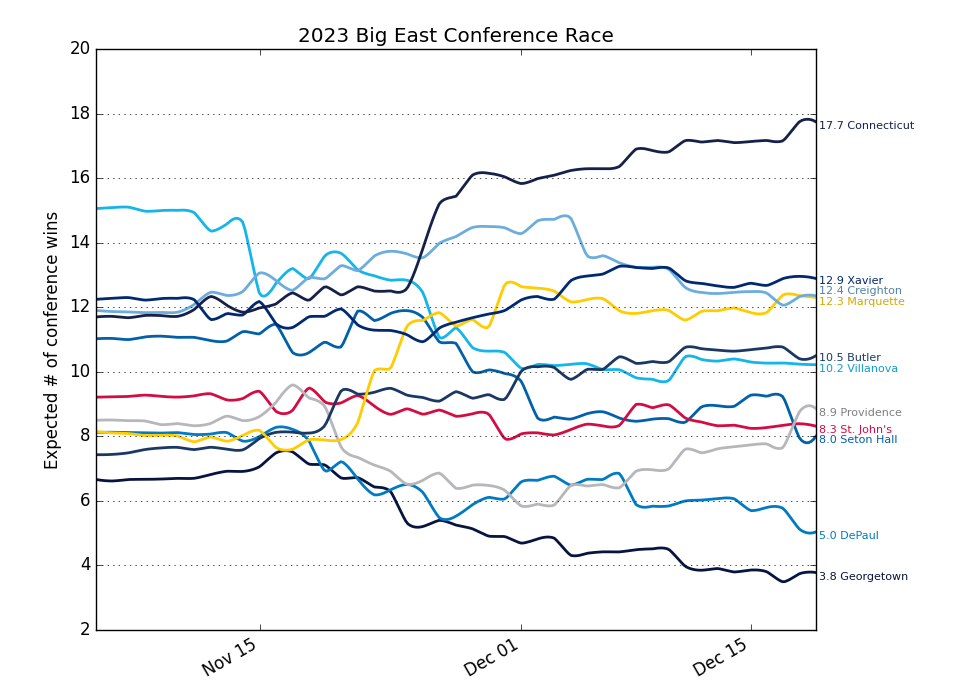 2023 Big East Conference Race
Expected # of conference wins
20
18
16
14
12
10
8
6
4
2
17.7 Connecticut
12.9 Xavier
12.4 Creighton
12.3 Marquette
10.5 Butler
10.2 Villanova
8.9 Providence
8.3 St. John's
8.0 Seton Hall
5.0 DePaul
3.8 Georgetown
Nov 15
Dec 01
Dec 15